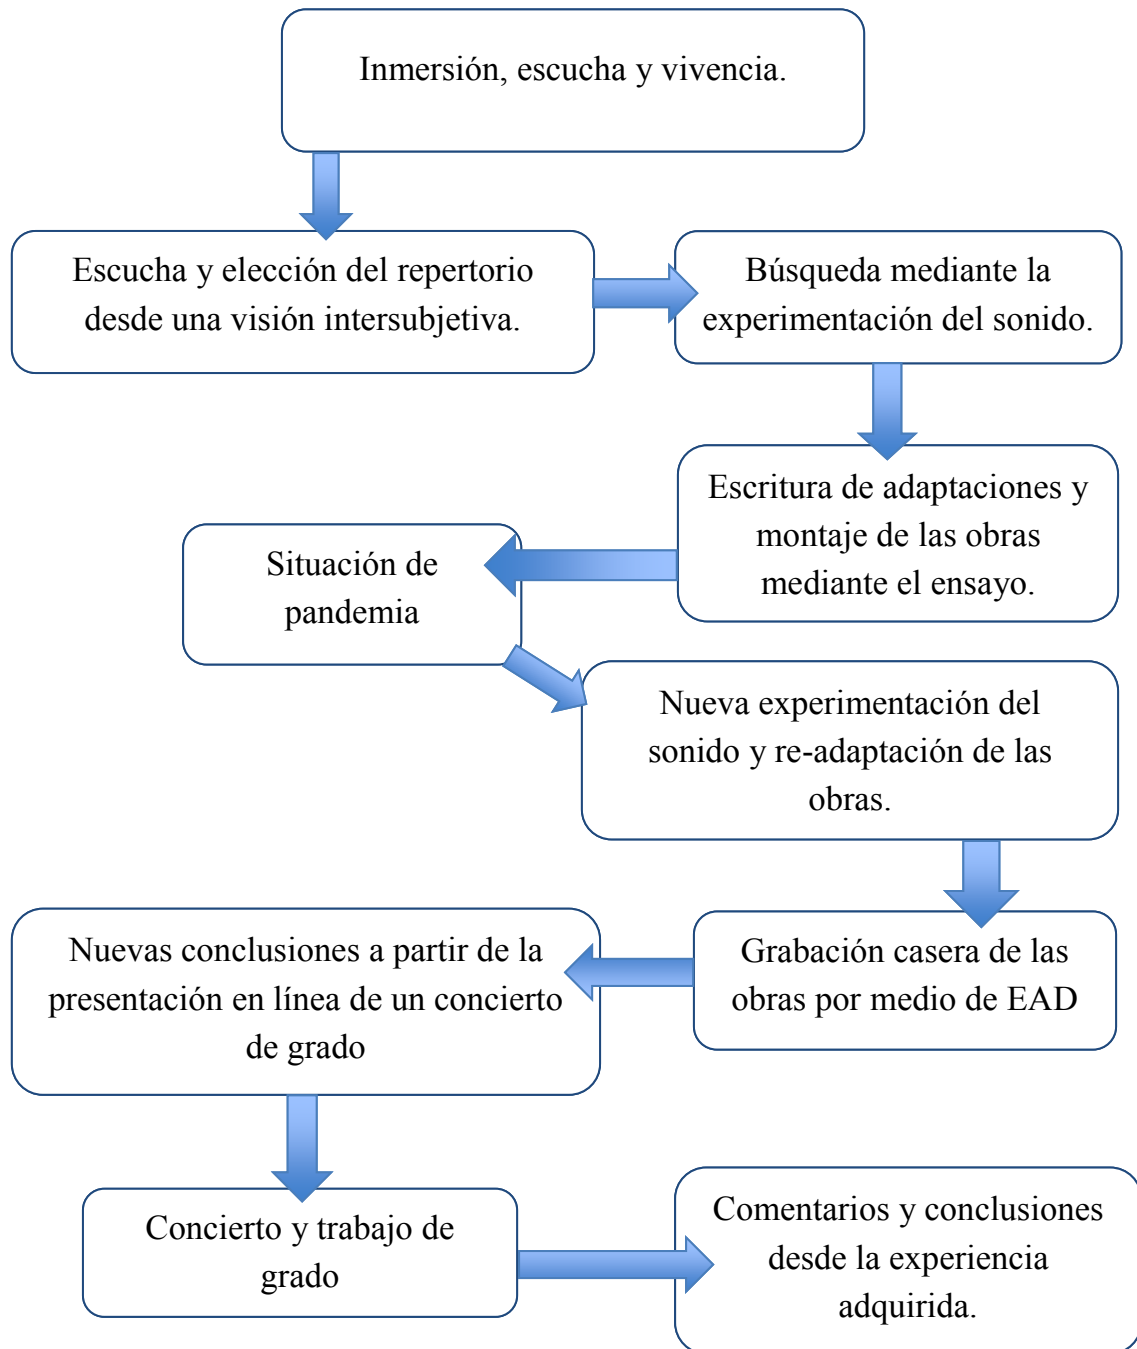 Inmersión, escucha y vivencia.
Escucha y elección del repertorio
desde una visión intersubjetiva.
Búsqueda mediante la
experimentación del sonido.
Escritura de adaptaciones y
montaje de las obras
mediante el ensayo.
Situación de
pandemia
Nueva experimentación del
sonido y re-adaptación de las
obras.
Grabación casera de las
obras por medio de EAD
Nuevas conclusiones a partir de la
presentación en línea de un concierto
de grado
Concierto y trabajo de
grado
Comentarios y conclusiones
desde la experiencia
adquirida.